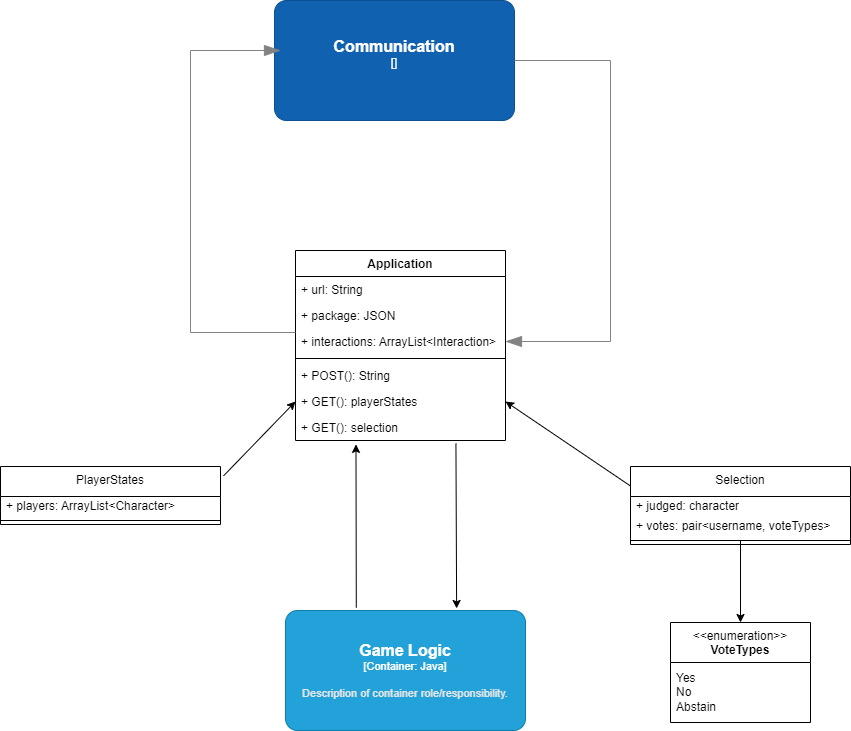 Communication
[]
Application
+ url: String
+ package: JSON
+ interactions: ArrayList<Interaction>
+ POST(): String
+ GET(): playerStates
+ GET(): selection
PlayerStates
+ players: ArrayList<Character>
Selection
+ judged: character
+ votes: pair<username, voteTypes>
Game Logic
[Container: Java]
Description of container role/responsibility.
<<enumeration>>
VoteTypes
Yes
No
Abstain